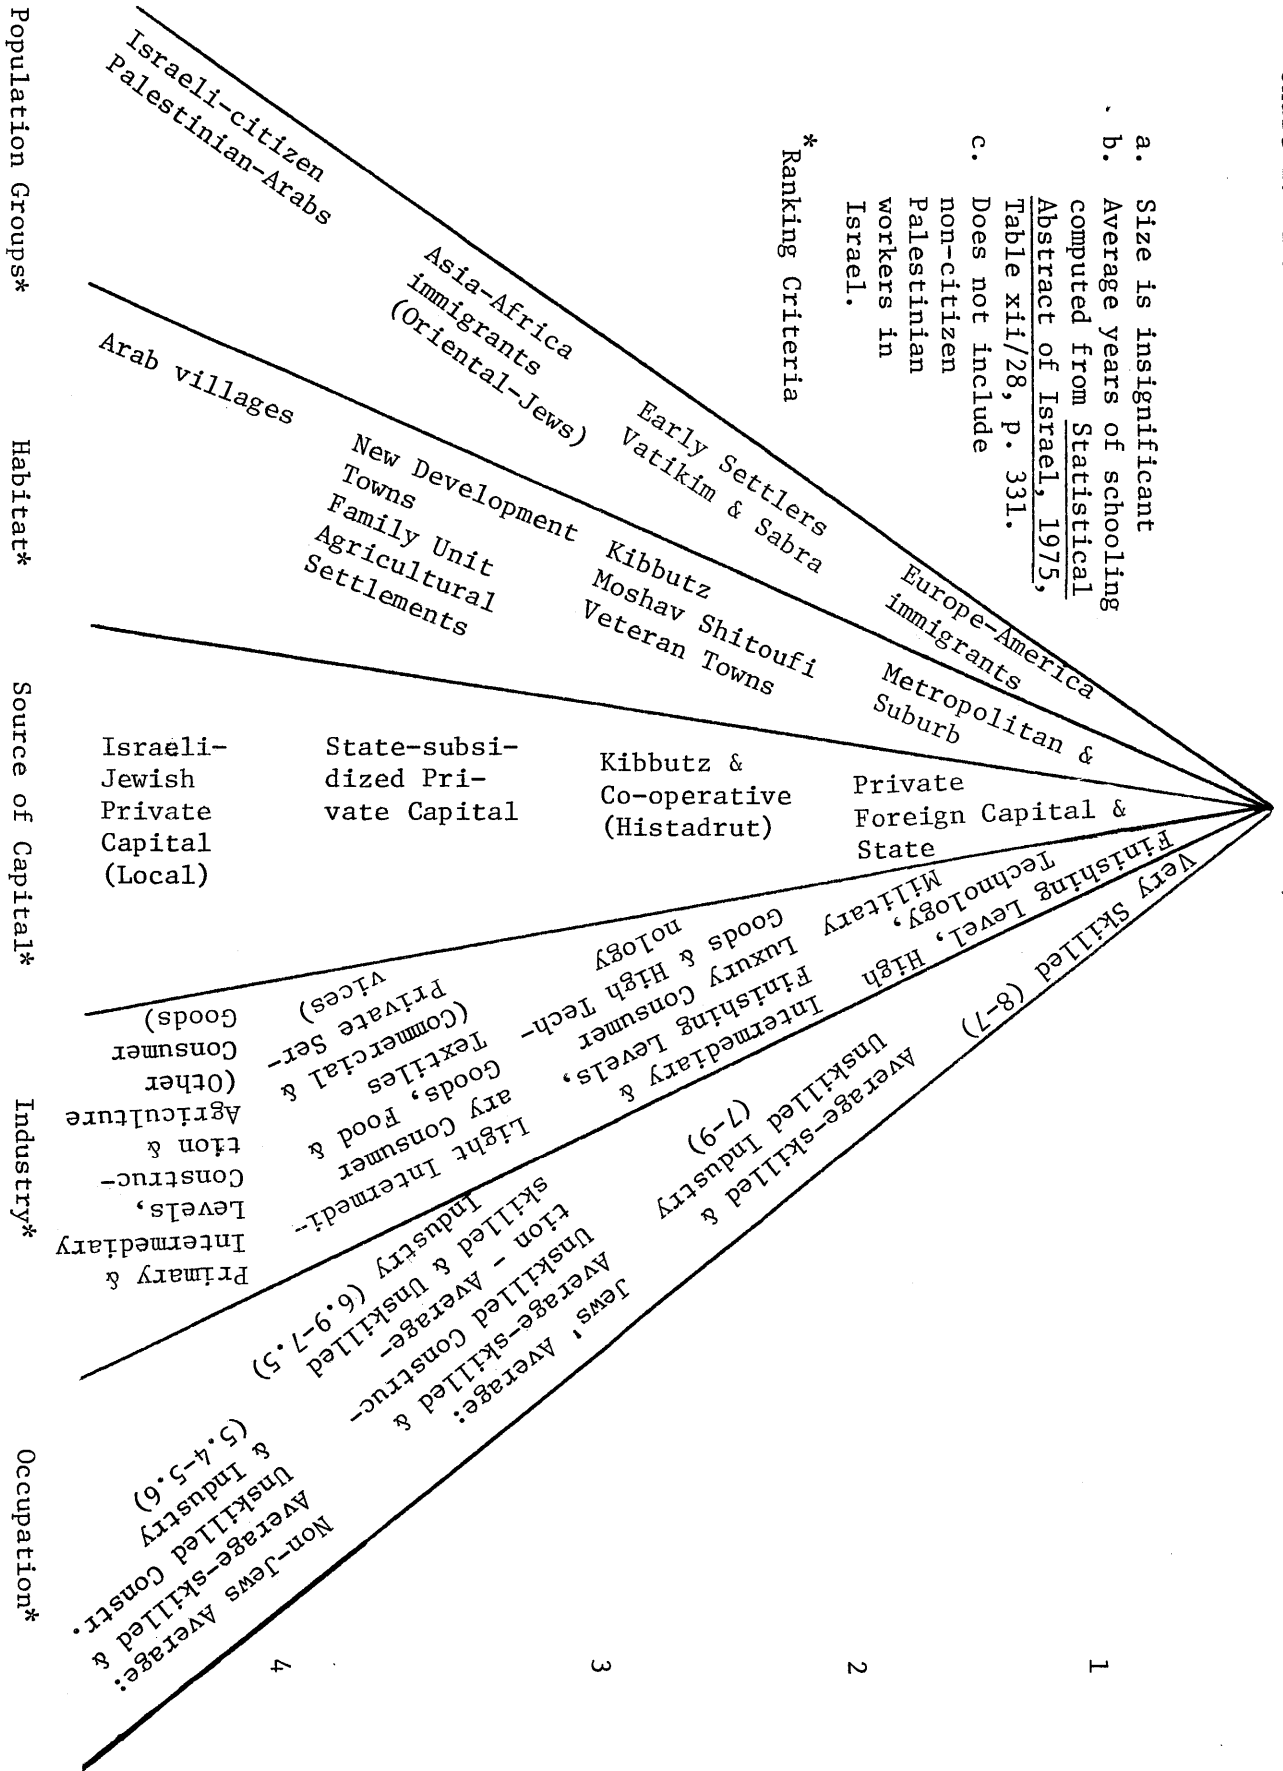 a. Size is insignificant
b. Average years of schooling
computed from Statistical
Abstract of Israel, 1975,
Table xii/28, p. 331.
c. Does not include
non-citizen
Palestinian
workers in
Israel.
* Ranking Criteria
1
2
3
4
Europe-America
immigrants
Early Settlers
Vatikim & Sabra
Asia-Africa
immigrants
(Oriental-Jews)
Israeli-citizen
Palestinian-Arabs
Population Groups*
Metropolitan &
Suburb
Kibbutz
Moshav Shitoufi
Veteran Towns
New Development
Towns
Family Unit
Agricultural
Settlements
Arab villages
Habitat*
Private
Foreign Capital &
State
Kibbutz &
Co-operative
(Histadrut)
State-subsi-
dized Pri-
vate Capital
Israeli-
Jewish
Private
Capital
(Local)
Source of Capital*
Finishing Level, High
Technology,
Military
Intermediary &
Finishing Levels,
Luxury Consumer
Goods & High Tech-
nology
Light Intermedi-
ary Consumer
Goods, Food &
Textiles
(Commercial &
Private Ser-
vices)
Primary &
Intermediary
Levels,
Construc-
tion &
Agriculture
(Other
Consumer
Goods)
Industry*
Very Skilled (8-7)
Average-skilled &
Unskilled Industry
(7-9)
Jews' Average:
Average-skilled &
Unskilled Construc-
tion - Average-
skilled & Unskilled
Industry (6.9-7.5)
Non-Jews Average:
Average-skilled &
Unskilled Constr.
& Industry
(5.4-5.6)
Occupation*